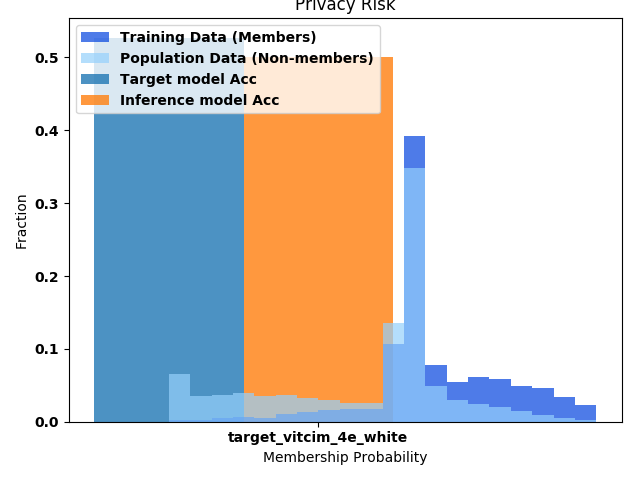 Privacy Risk
Training Data (Members)
Population Data (Non-members)
Target model Acc
Inference model Acc
0.5
0.4
0.3
0.2
0.1
0.0
Fraction
target_vitcim_4e_white
Membership Probability